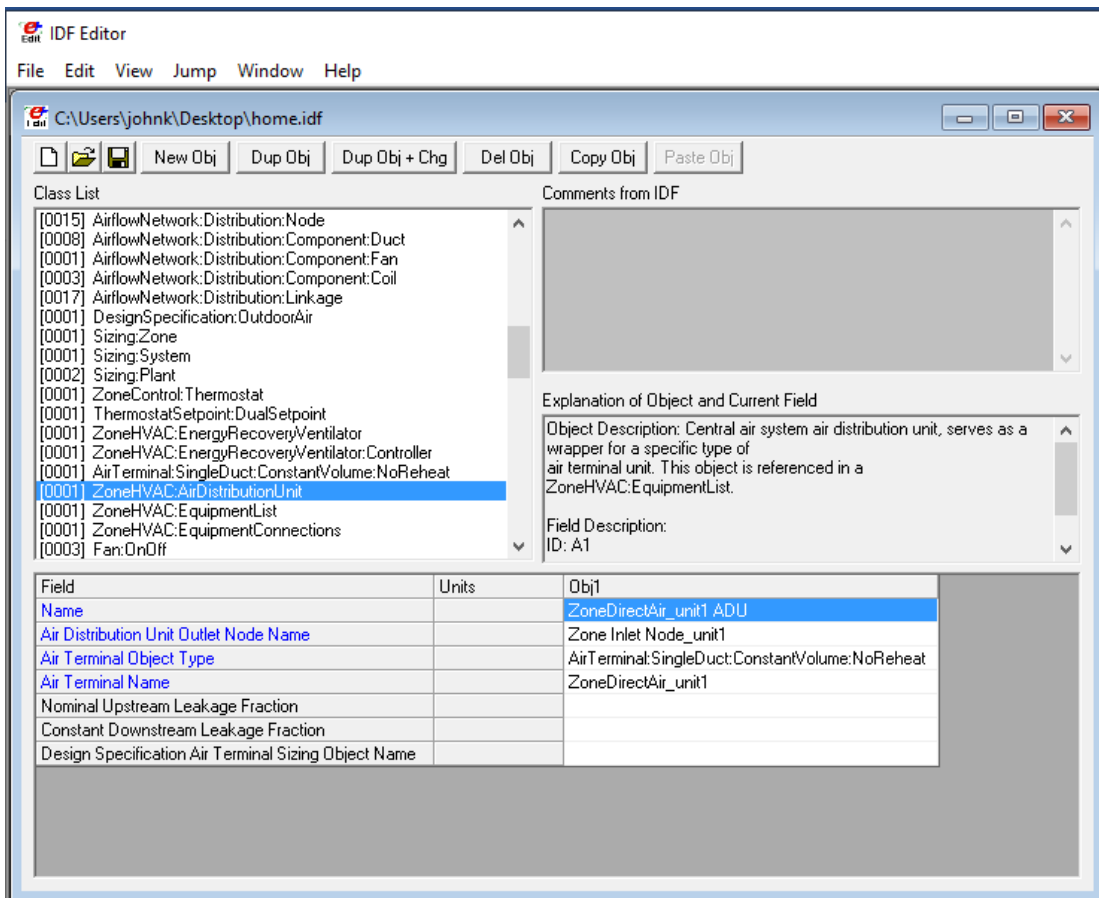 IDF Editor
File Edit View Jump Window Help
C:\Users\johnk\Desktop\home.idf
New Obj Dup Obj Dup Obj + Chg Del Obj Copy Obj Paste Obj
Class List
[0015] AirflowNetwork:Distribution:Node
[0008] AirflowNetwork:Distribution:Component:Duct
[0001] AirflowNetwork:Distribution:Component:Fan
[0003] AirflowNetwork:Distribution:Component:Coil
[0017] AirflowNetwork:Distribution:Linkage
[0001] DesignSpecification:OutdoorAir
[0001] Sizing:Zone
[0001] Sizing:System
[0002] Sizing:Plant
[0001] ZoneControl:Thermostat
[0001] ThermostatSetpoint:DualSetpoint
[0001] ZoneHVAC:EnergyRecoveryVentilator
[0001] ZoneHVAC:EnergyRecoveryVentilator:Controller
[0001] AirTerminal:SingleDuct:ConstantVolume:NoReheat
[0001] ZoneHVAC:AirDistributionUnit
[0001] ZoneHVAC:EquipmentList
[0001] ZoneHVAC:EquipmentConnections
[0003] Fan:OnOff
Comments from IDF
Explanation of Object and Current Field
Object Description: Central air system air distribution unit, serves as a
wrapper for a specific type of
air terminal unit. This object is referenced in a
ZoneHVAC:EquipmentList.
Field Description:
ID: A1
Field Units Obj1
Name ZoneDirectAir_unit1 ADU
Air Distribution Unit Outlet Node Name Zone Inlet Node_unit1
Air Terminal Object Type AirTerminal:SingleDuct:ConstantVolume:NoReheat
Air Terminal Name ZoneDirectAir_unit1
Nominal Upstream Leakage Fraction
Constant Downstream Leakage Fraction
Design Specification Air Terminal Sizing Object Name